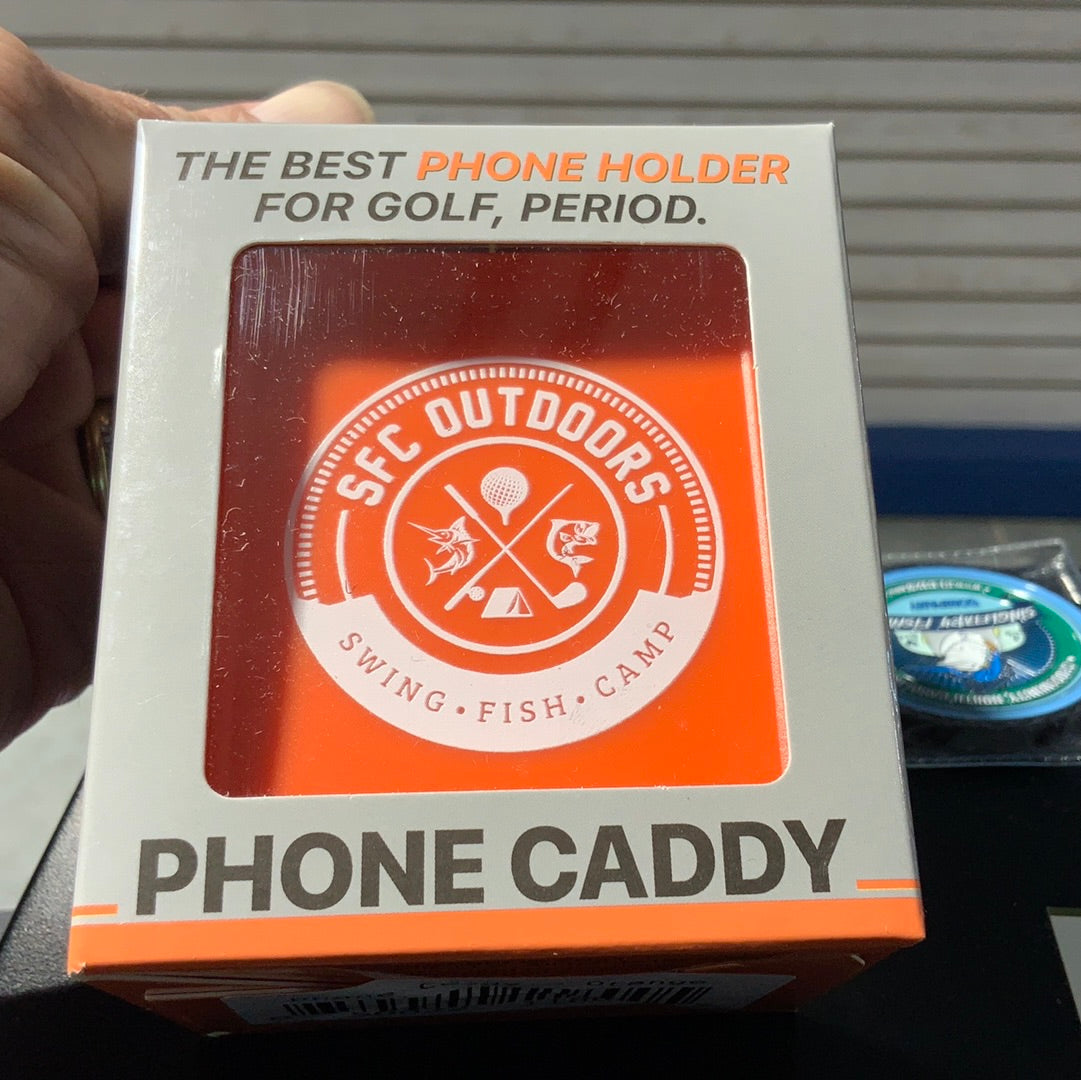 THE BEST PHONE HOLDER
FOR GOLF, PERIOD.
SFC OUTDOORS
SWING • FISH • CAMP
PHONE CADDY